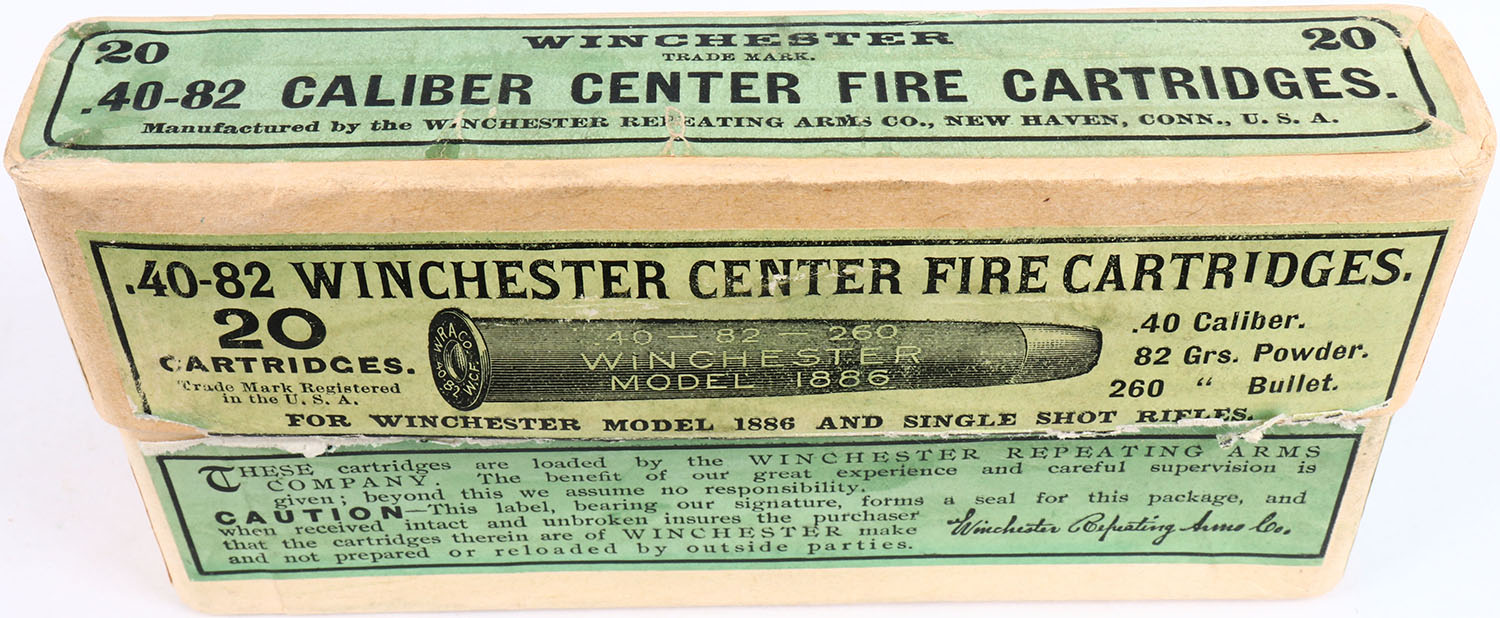 20 WINCHESTER 20
TRADE MARK.
.40-82 CALIBER CENTER FIRE CARTRIDGES.
Manufactured by the WINCHESTER REPEATING ARMS CO., NEW HAVEN, CONN., U. S. A.
.40-82 WINCHESTER CENTER FIRE CARTRIDGES.
20
CARTRIDGES.
Trade Mark Registered
in the U. S. A.
W.R.A.Co.
40-82
W.C.F.
40-82-260
WINCHESTER
MODEL 1886
.40 Caliber.
82 Grs. Powder.
260 " Bullet.
FOR WINCHESTER MODEL 1886 AND SINGLE SHOT RIFLES.
THESE cartridges are loaded by the WINCHESTER REPEATING ARMS
COMPANY. The benefit of our great experience and careful supervision is
given; beyond this we assume no responsibility.
CAUTION—This label, bearing our signature, forms a seal for this package, and
when received intact and unbroken insures the purchaser
that the cartridges therein are of WINCHESTER make
and not prepared or reloaded by outside parties.
Winchester Repeating Arms Co.